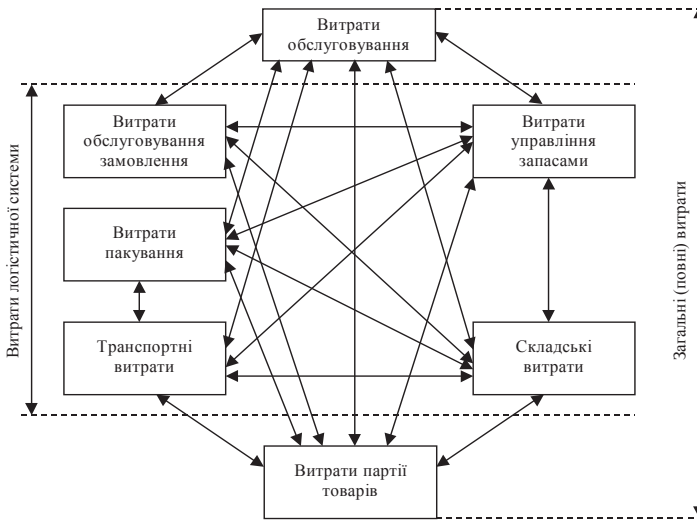 Витрати
обслуговування
Витрати
обслуговування
замовлення
Витрати
управління
запасами
Витрати
пакування
Транспортні
витрати
Складські
витрати
Витрати партії
товарів
Витрати логістичної системи
Загальні (повні) витрати